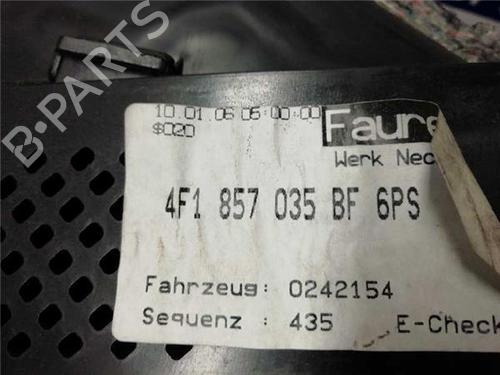 10.01.06 06:00:00
$020
Faure
Werk Nec
4F1 857 035 BF 6PS
Fahrzeug: 0242154
Sequenz : 435 E-Check
B-PARTS